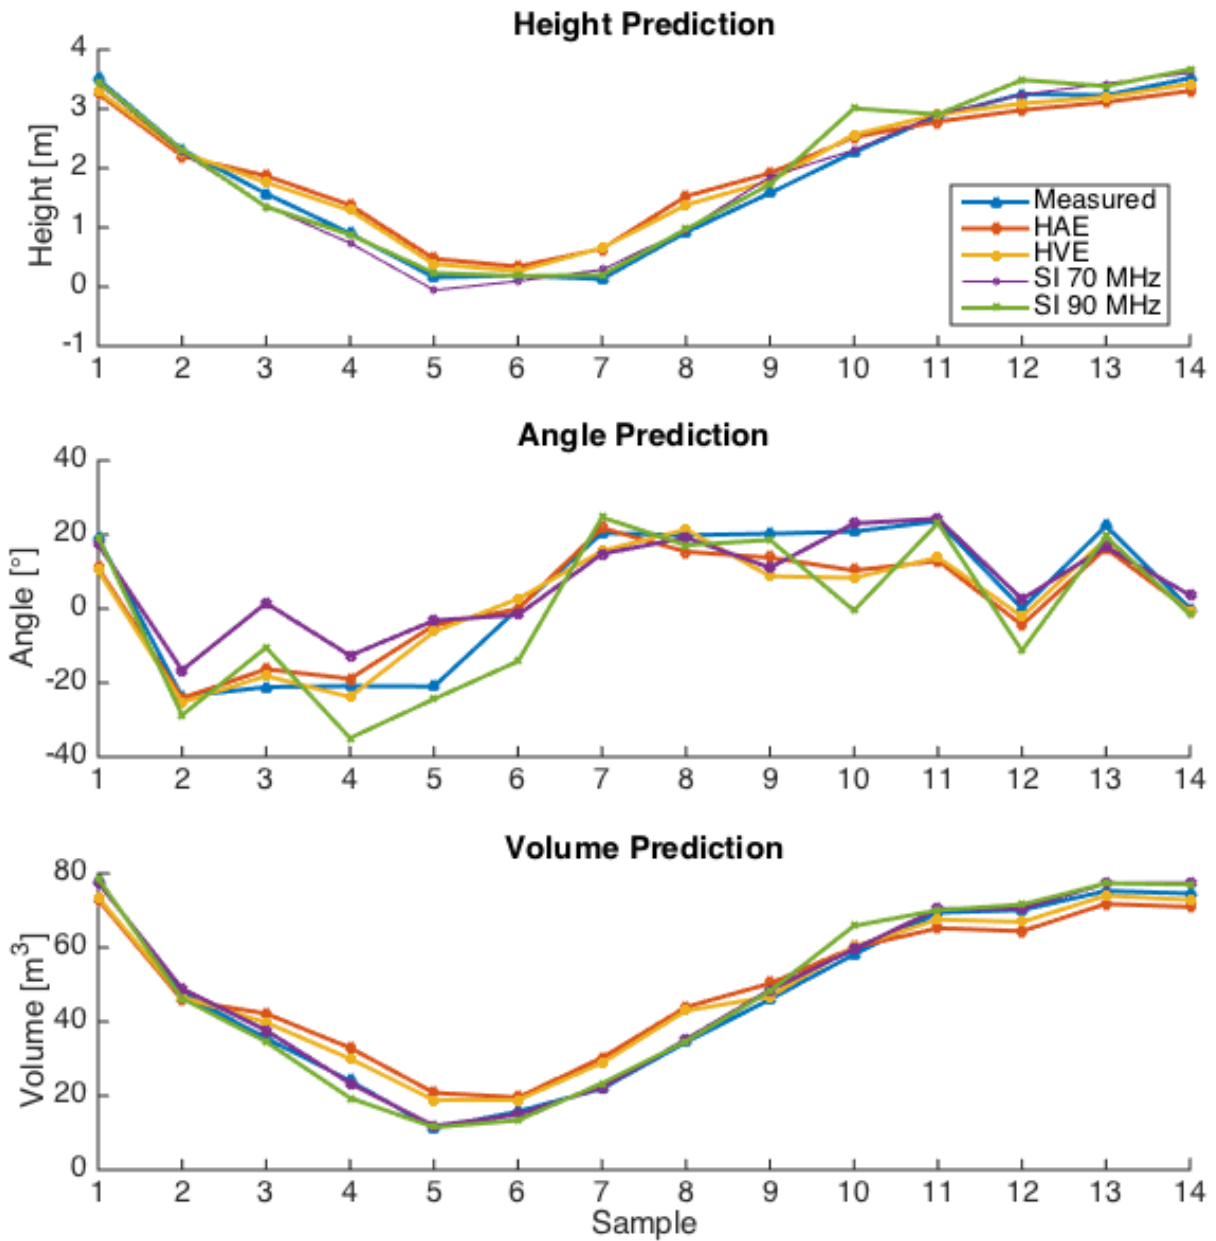 Height Prediction
Height [m]
4
3
2
1
0
-1
1 2 3 4 5 6 7 8 9 10 11 12 13 14
Measured
HAE
HVE
SI 70 MHz
SI 90 MHz
Angle Prediction
Angle [°]
40
20
0
-20
-40
1 2 3 4 5 6 7 8 9 10 11 12 13 14
Volume Prediction
Volume [m³]
80
60
40
20
0
1 2 3 4 5 6 7 8 9 10 11 12 13 14
Sample